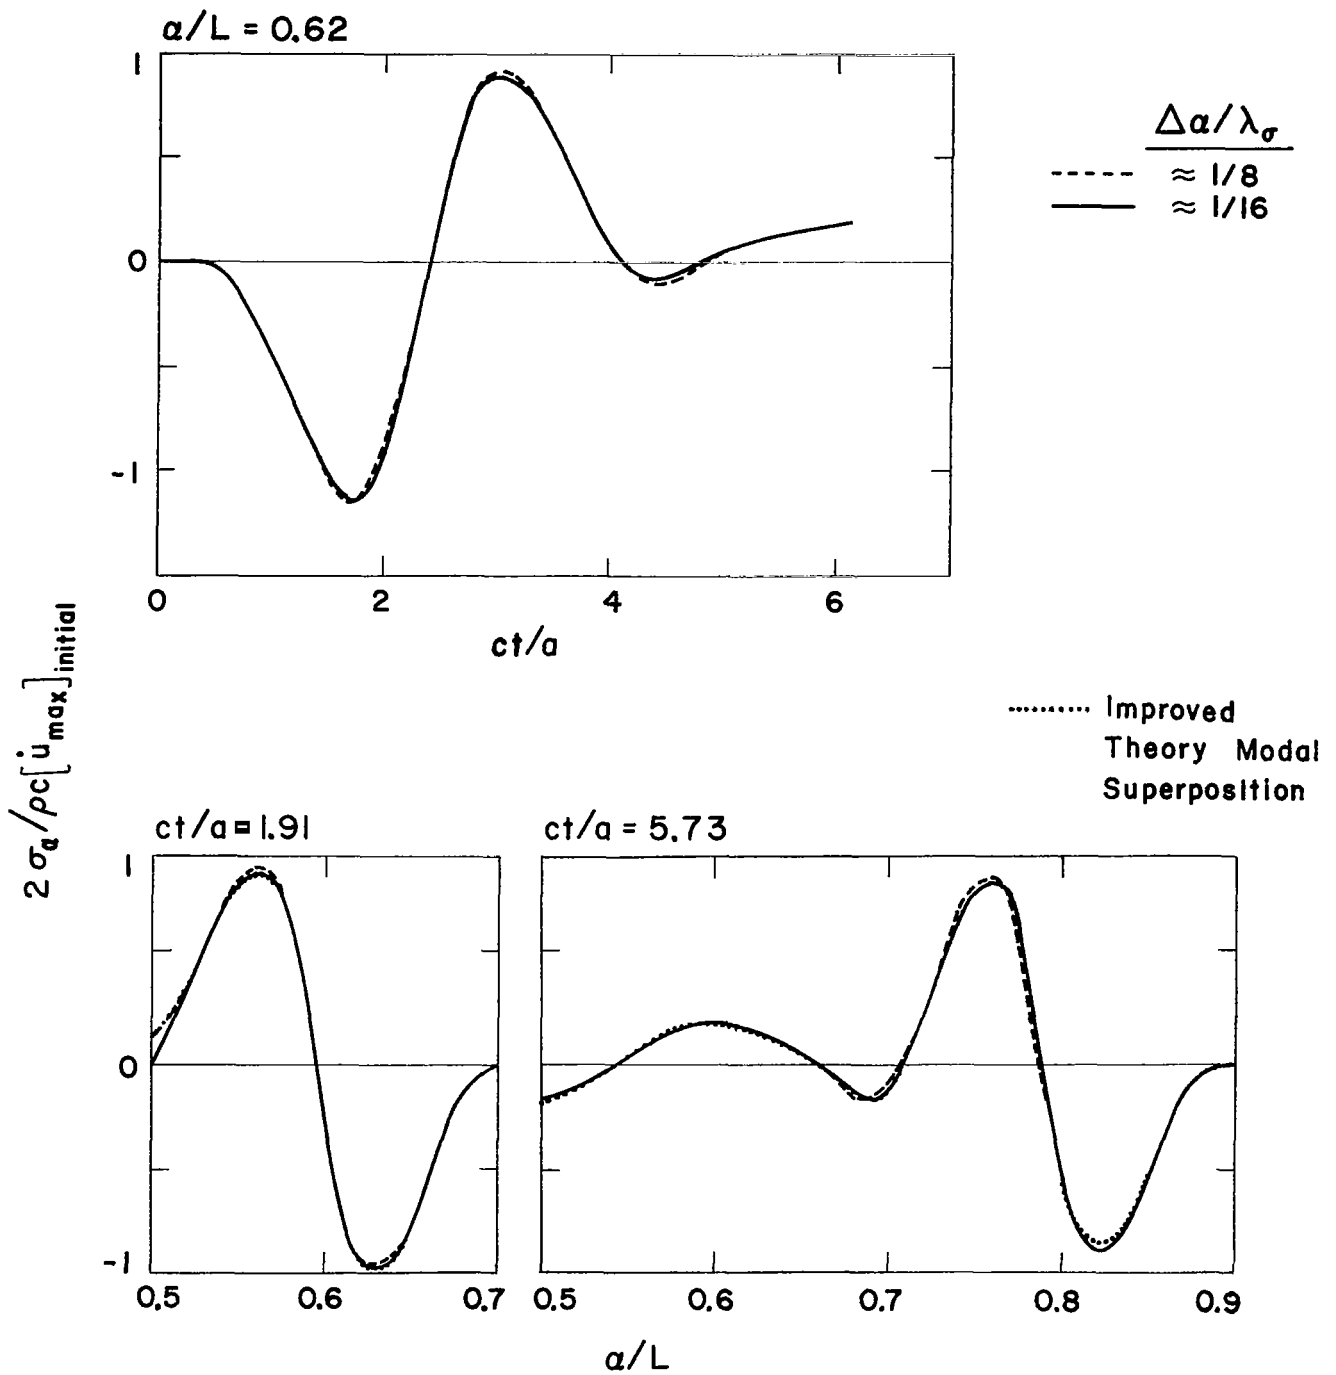 α/L = 0.62
1
0
-1
0 2 4 6
ct/a
Δα/λσ
≈ 1/8
≈ 1/16
2σα/ρc[u̇max]initial
Improved
Theory Modal
Superposition
ct/a = 1.91
ct/a = 5.73
1
0
-1
0.5 0.6 0.7 0.5 0.6 0.7 0.8 0.9
α/L